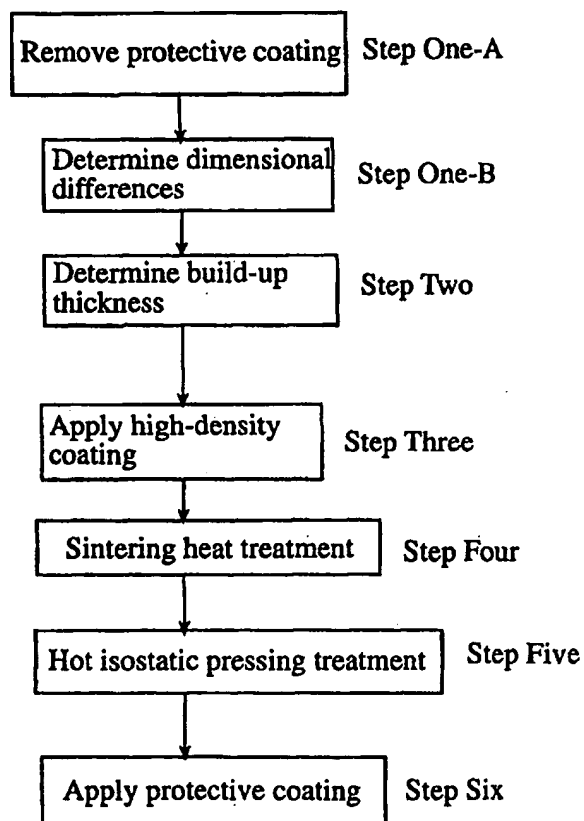 Remove protective coating
Step One-A
Determine dimensional
differences
Step One-B
Determine build-up
thickness
Step Two
Apply high-density
coating
Step Three
Sintering heat treatment
Step Four
Hot isostatic pressing treatment
Step Five
Apply protective coating
Step Six